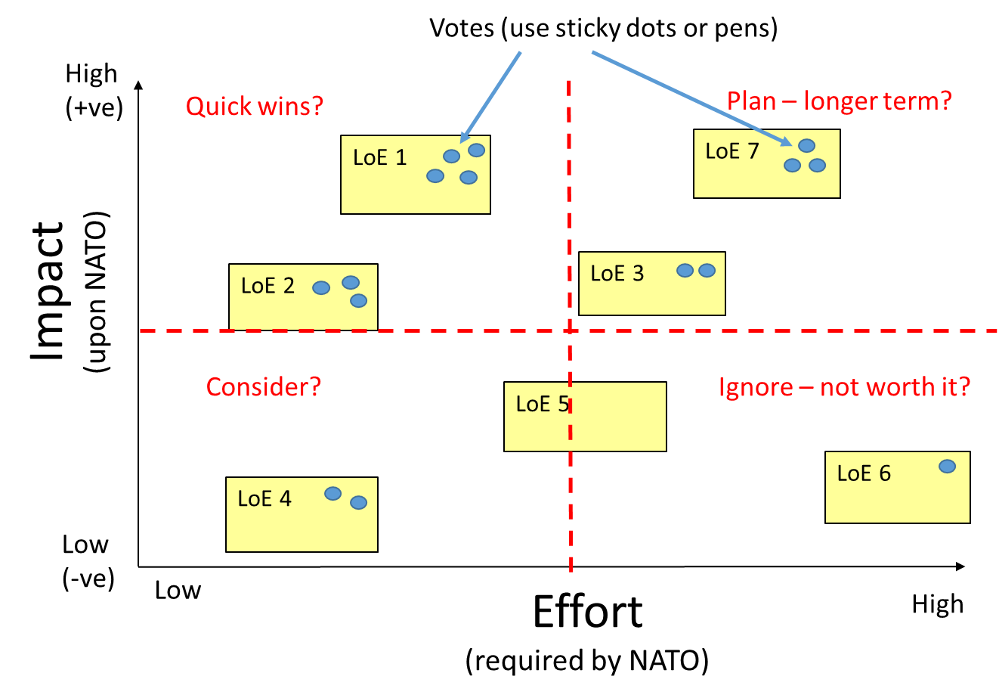 Votes (use sticky dots or pens)
High
(+ve)
Quick wins?
Plan – longer term?
LoE 1
LoE 7
Impact
(upon NATO)
LoE 2
LoE 3
Consider?
Ignore – not worth it?
LoE 5
LoE 6
LoE 4
Low
(-ve)
Low
High
Effort
(required by NATO)